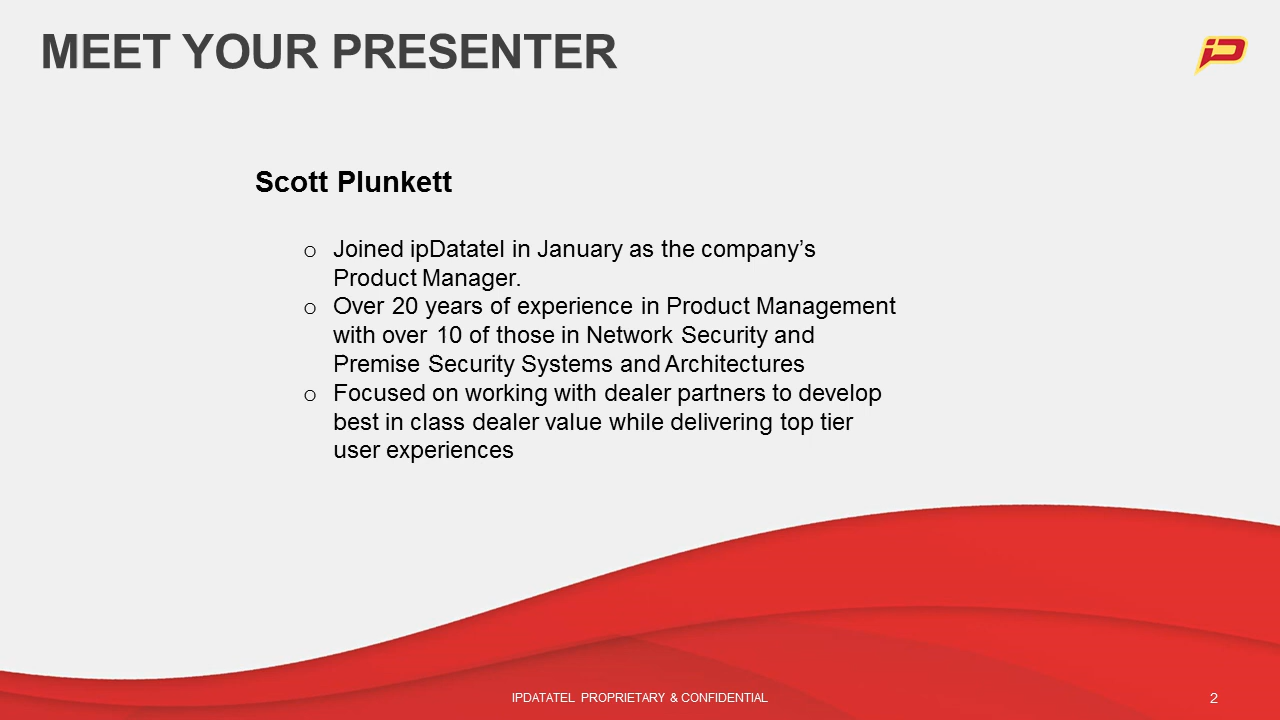 MEET YOUR PRESENTER
iD
Scott Plunkett
o Joined ipDatatel in January as the company’s
Product Manager.
o Over 20 years of experience in Product Management
with over 10 of those in Network Security and
Premise Security Systems and Architectures
o Focused on working with dealer partners to develop
best in class dealer value while delivering top tier
user experiences
IPDATATEL PROPRIETARY & CONFIDENTIAL
2